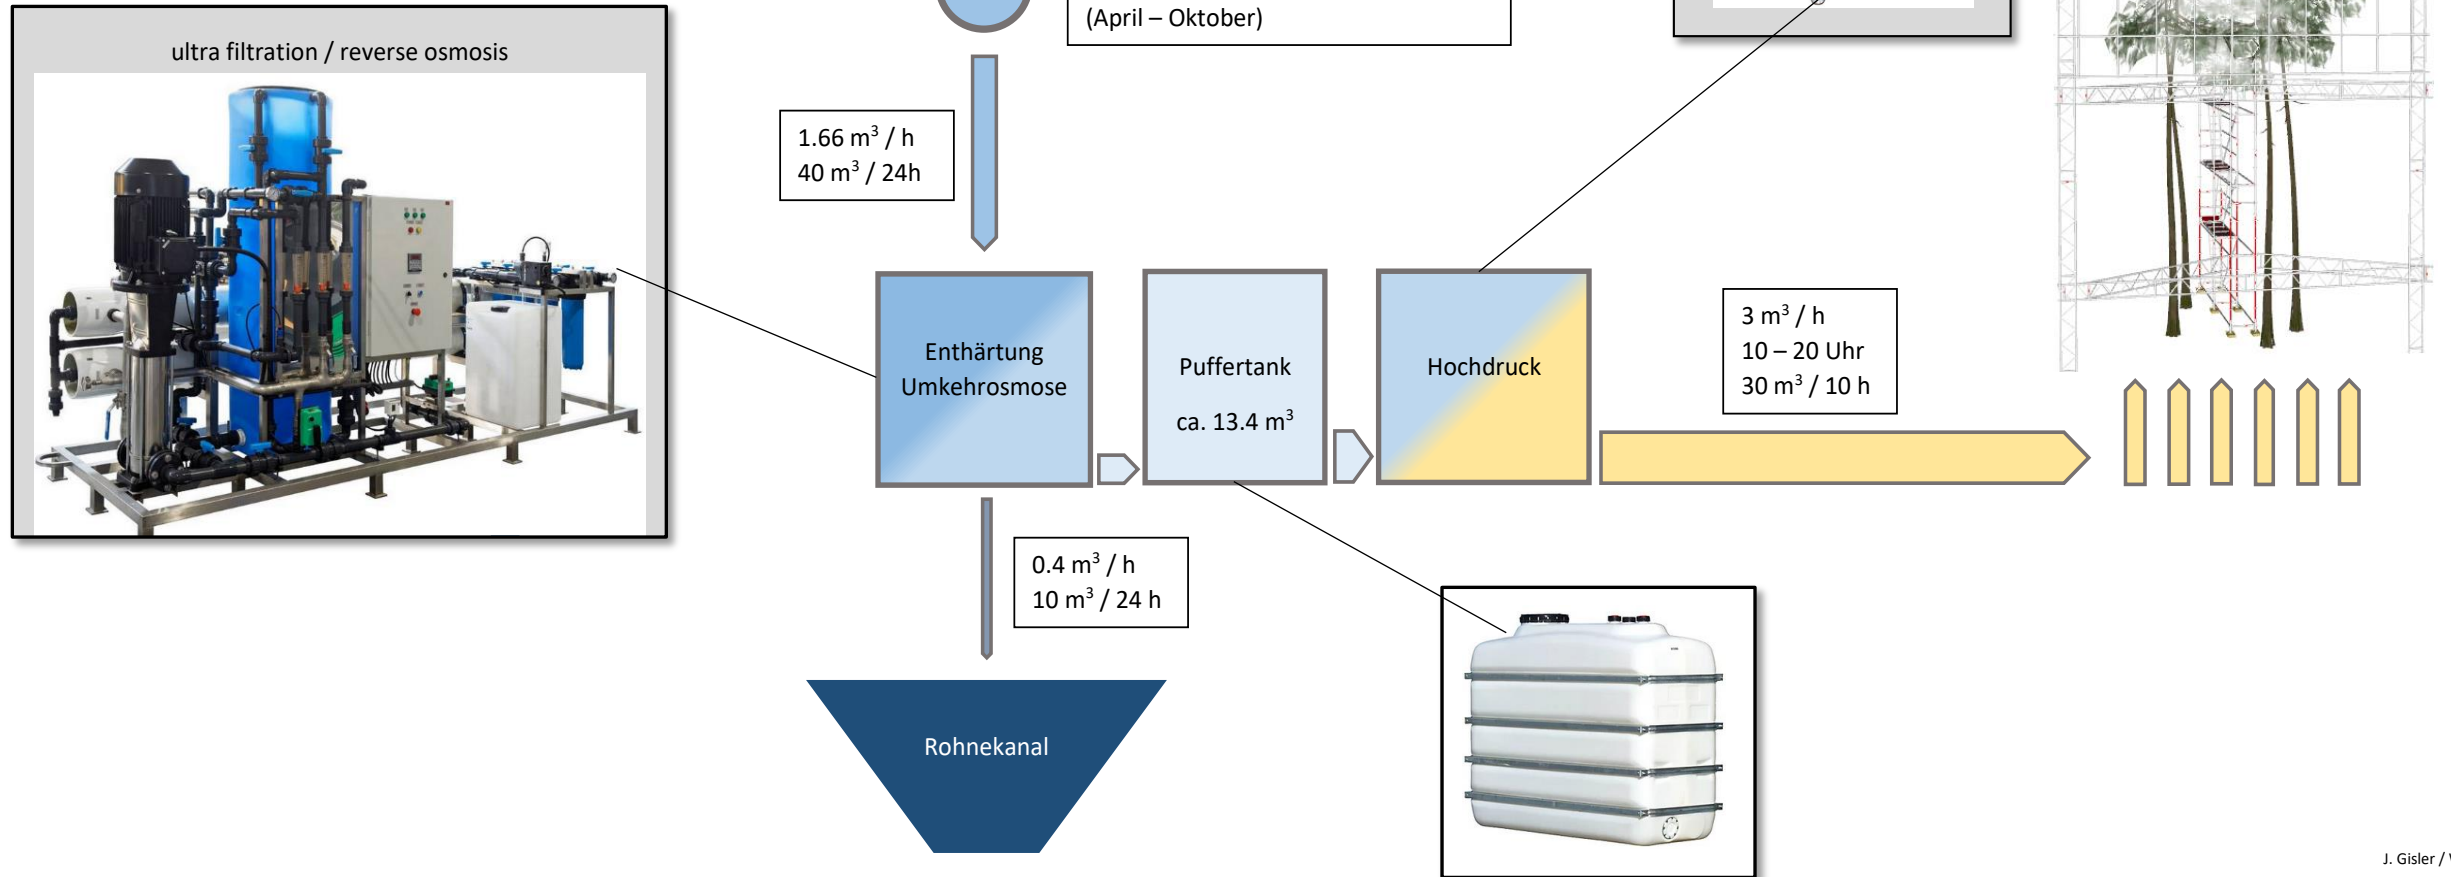 (April – Oktober)
ultra filtration / reverse osmosis
1.66 m³ / h
40 m³ / 24h
Enthärtung
Umkehrosmose
Puffertank
ca. 13.4 m³
Hochdruck
3 m³ / h
10 – 20 Uhr
30 m³ / 10 h
0.4 m³ / h
10 m³ / 24 h
Rohnekanal
J. Gisler /